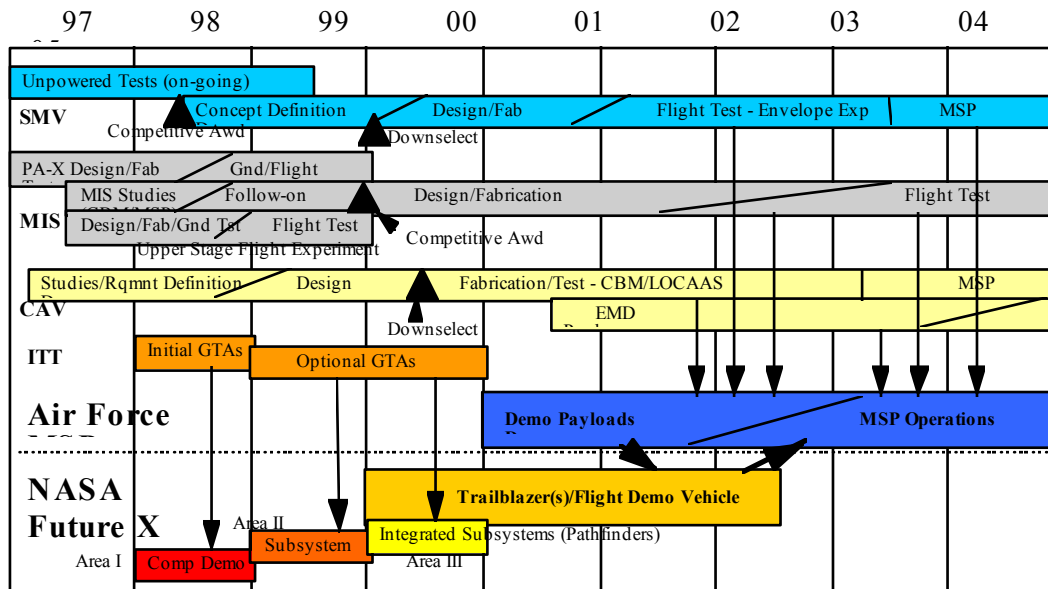 97 98 99 00 01 02 03 04
Unpowered Tests (on-going)
Concept Definition Design/Fab Flight Test - Envelope Exp MSP
SMV
Competitive Awd
Downselect
PA-X Design/Fab Gnd/Flight
MIS Studies Follow-on Design/Fabrication Flight Test
MIS
Design/Fab/Gnd Tst Flight Test
Competitive Awd
Upper Stage Flight Experiment
Studies/Rqmnt Definition Design Fabrication/Test - CBM/LOCAAS MSP
CAV
EMD
Downselect
ITT
Initial GTAs
Optional GTAs
Air Force
Demo Payloads MSP Operations
NASA
Future X
Trailblazer(s)/Flight Demo Vehicle
Area II
Integrated Subsystems (Pathfinders)
Subsystem
Area I
Comp Demo
Area III